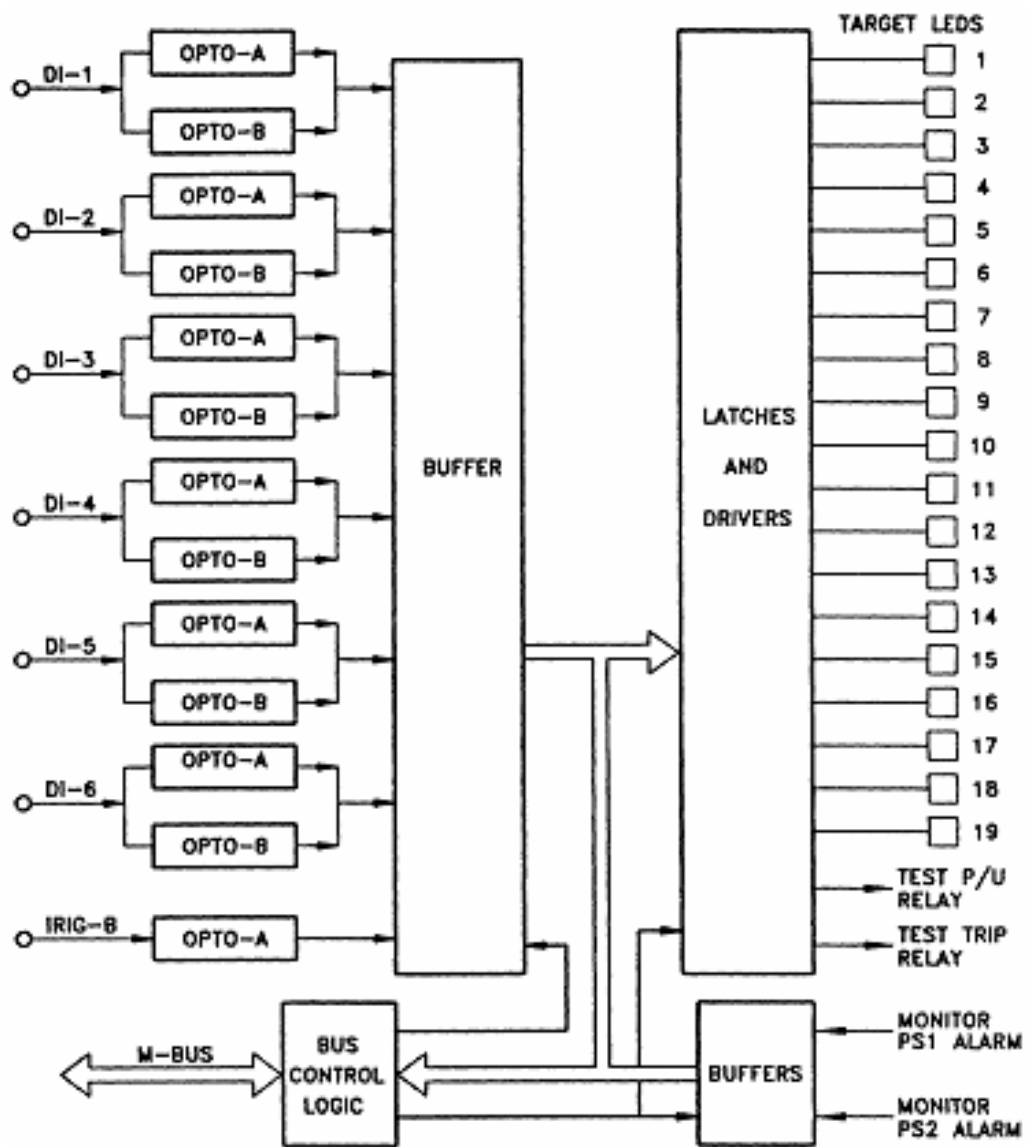 TARGET LEDS
DI-1
OPTO-A
OPTO-B
DI-2
OPTO-A
OPTO-B
DI-3
OPTO-A
OPTO-B
DI-4
OPTO-A
OPTO-B
DI-5
OPTO-A
OPTO-B
DI-6
OPTO-A
OPTO-B
IRIG-B
OPTO-A
BUFFER
LATCHES
AND
DRIVERS
1
2
3
4
5
6
7
8
9
10
11
12
13
14
15
16
17
18
19
TEST P/U
RELAY
TEST TRIP
RELAY
M-BUS
BUS
CONTROL
LOGIC
BUFFERS
MONITOR
PS1 ALARM
MONITOR
PS2 ALARM